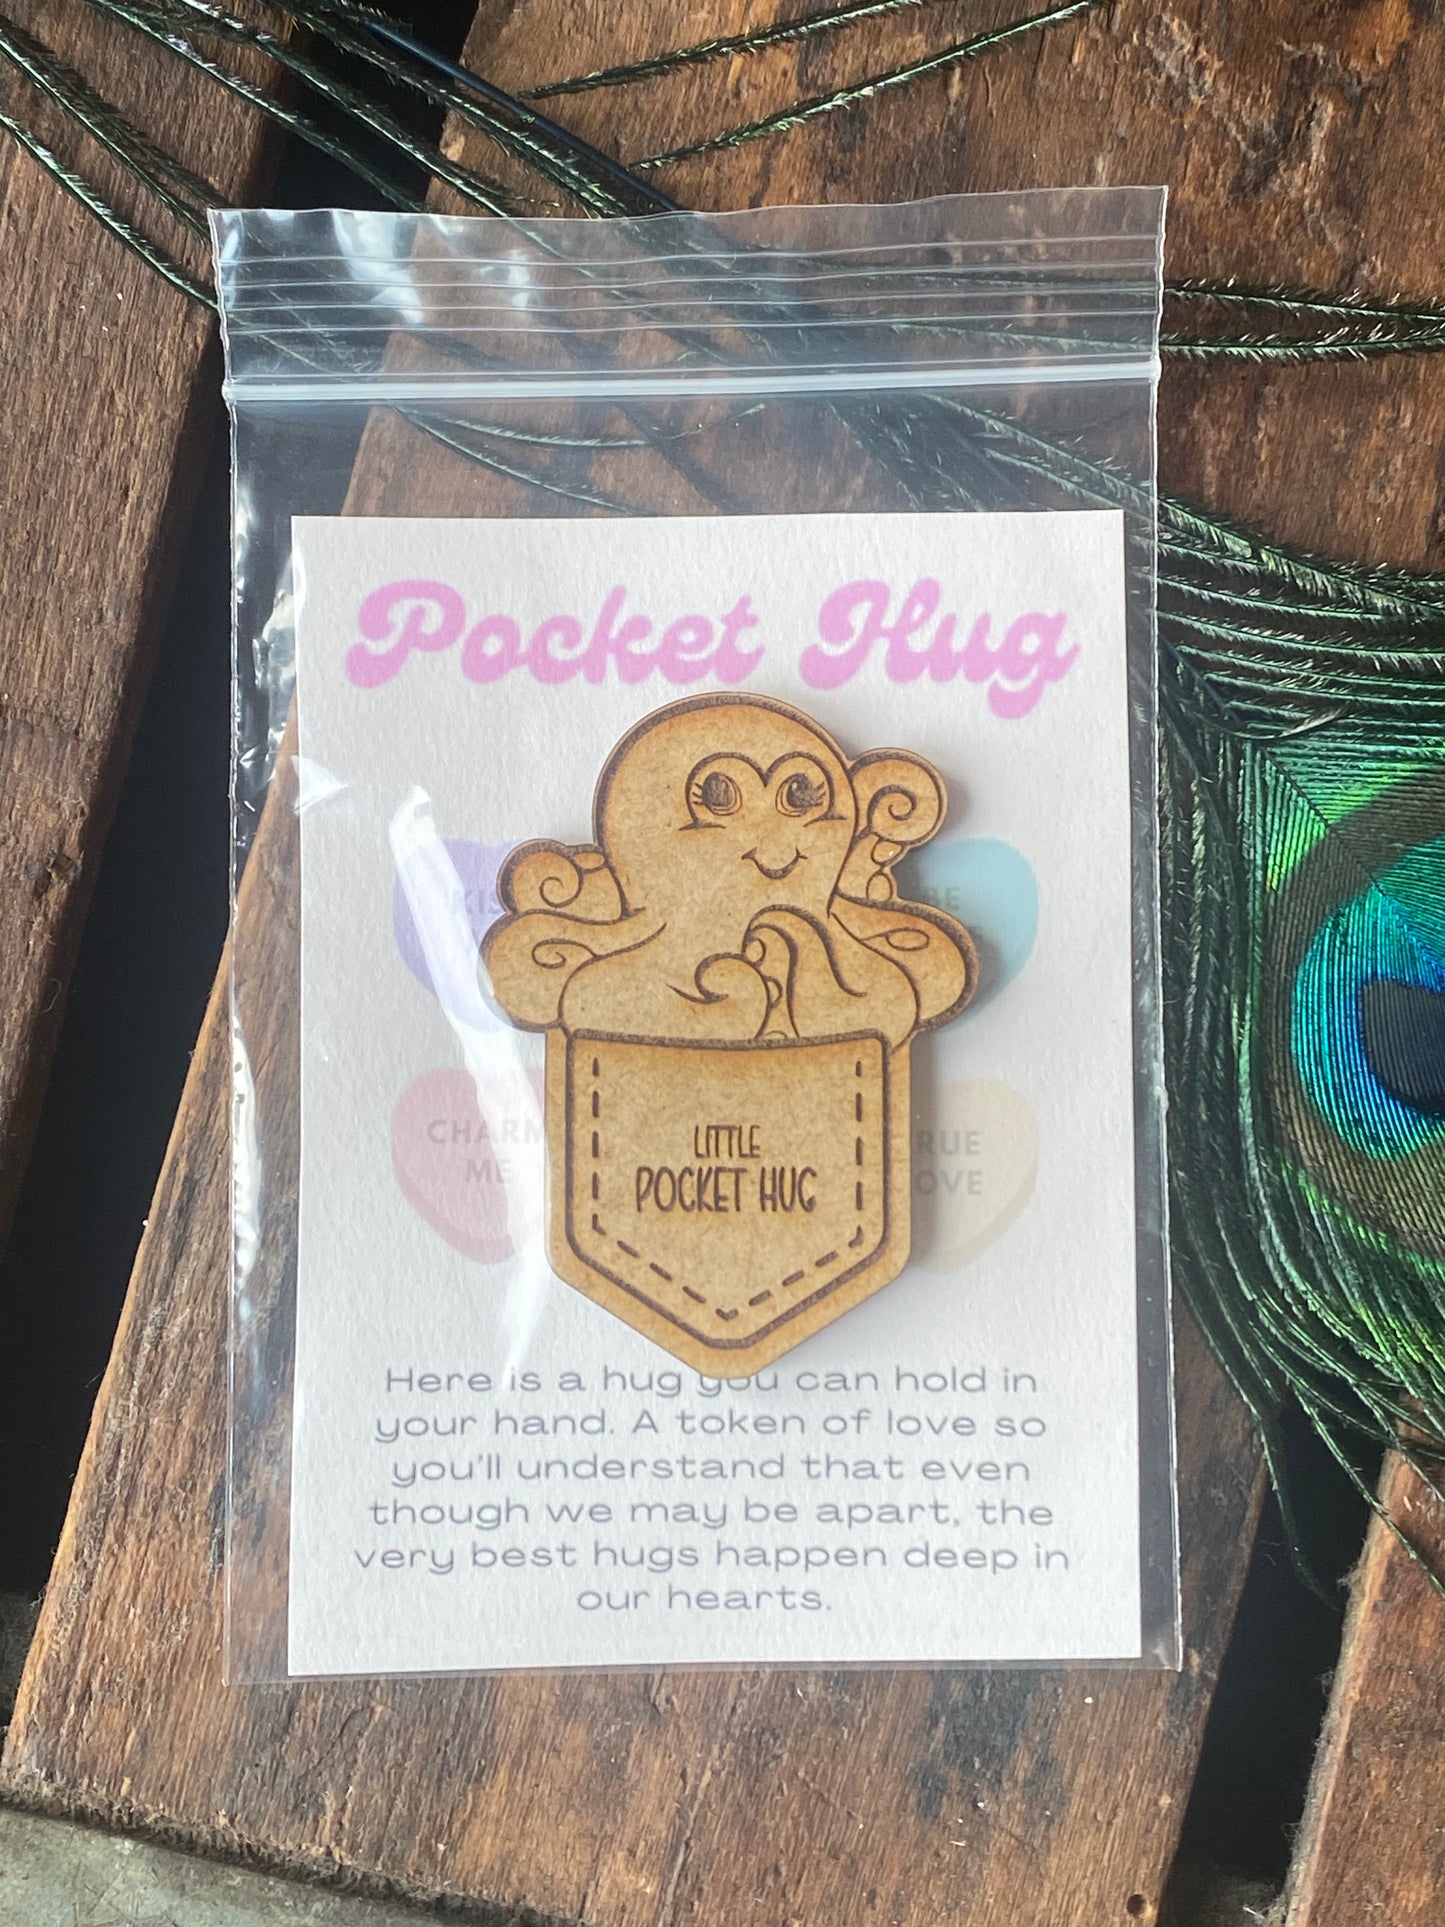 Pocket Hug
CHARM
ME
LITTLE
POCKET HUG
Here is a hug you can hold in
your hand. A token of love so
you'll understand that even
though we may be apart, the
very best hugs happen deep in
our hearts.